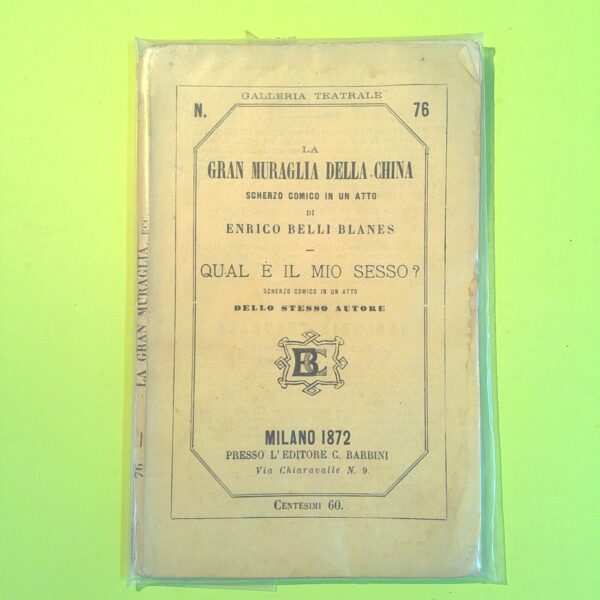 GALLERIA TEATRALE
N. 76
LA
GRAN MURAGLIA DELLA CHINA
SCHERZO COMICO IN UN ATTO
DI
ENRICO BELLI BLANES
QUAL È IL MIO SESSO?
SCHERZO COMICO IN UN ATTO
DELLO STESSO AUTORE
BC
MILANO 1872
PRESSO L'EDITORE C. BARBINI
Via Chiaravalle N. 9.
CENTESIMI 60.
76 — LA GRAN MURAGLIA, ECC.